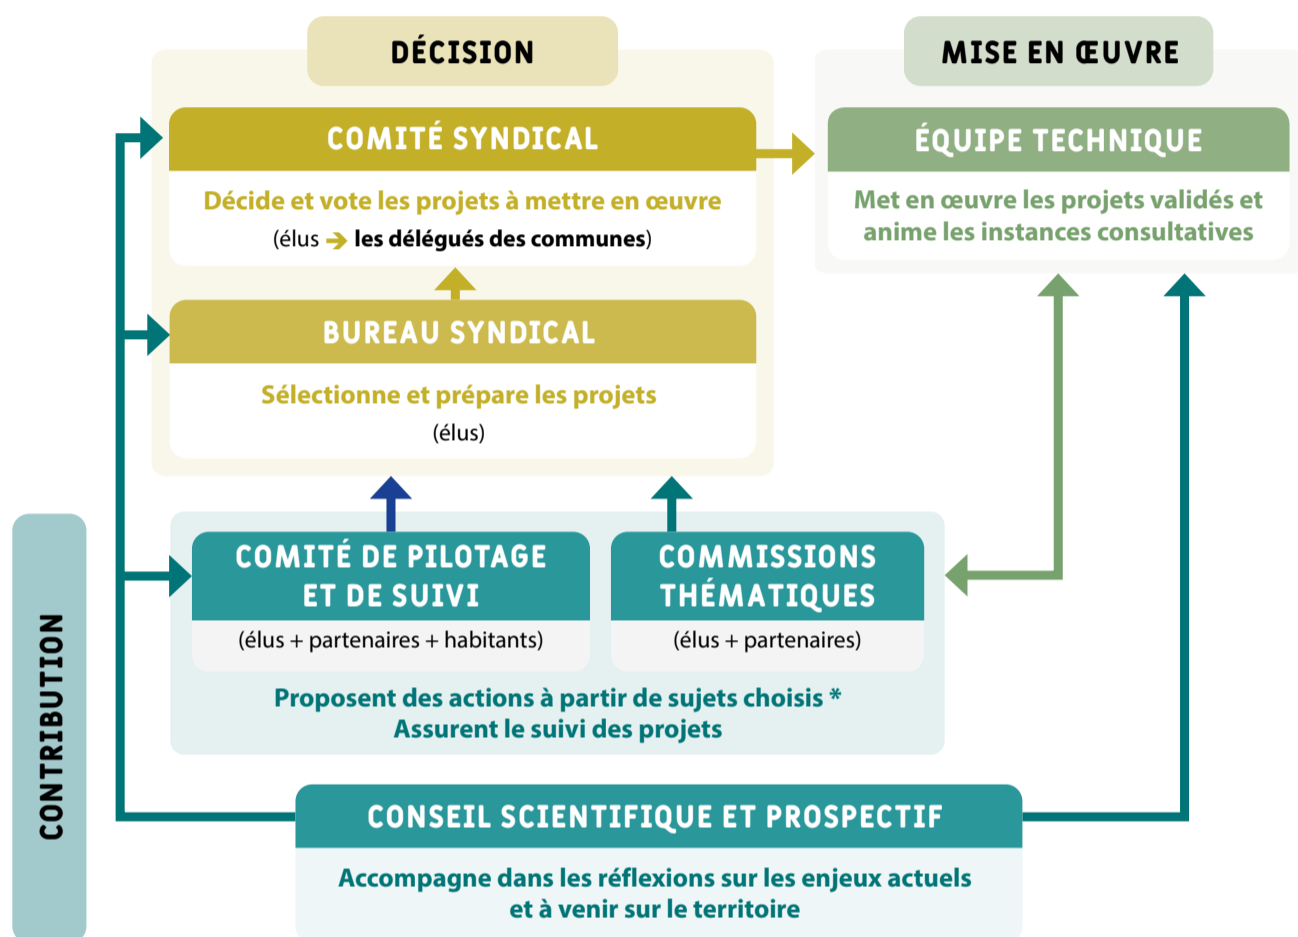 DÉCISION
MISE EN ŒUVRE
COMITÉ SYNDICAL
Décide et vote les projets à mettre en œuvre
(élus ➔ les délégués des communes)
ÉQUIPE TECHNIQUE
Met en œuvre les projets validés et
anime les instances consultatives
BUREAU SYNDICAL
Sélectionne et prépare les projets
(élus)
CONTRIBUTION
COMITÉ DE PILOTAGE
ET DE SUIVI
(élus + partenaires + habitants)
COMMISSIONS
THÉMATIQUES
(élus + partenaires)
Proposent des actions à partir de sujets choisis *
Assurent le suivi des projets
CONSEIL SCIENTIFIQUE ET PROSPECTIF
Accompagne dans les réflexions sur les enjeux actuels
et à venir sur le territoire